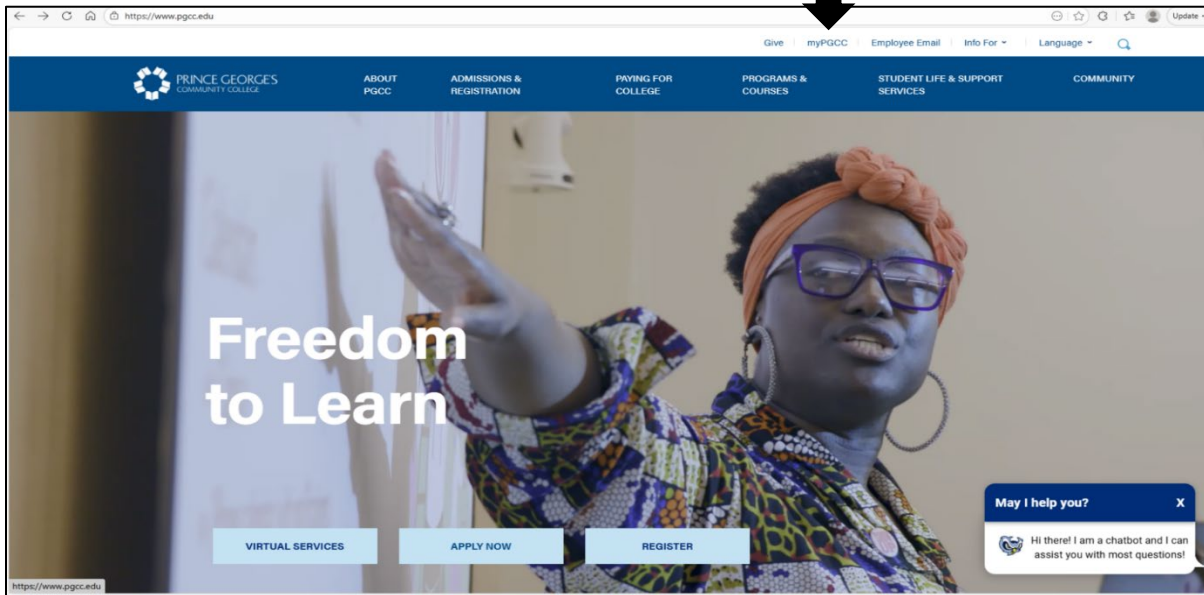 https://www.pgcc.edu
Update
Give myPGCC Employee Email Info For Language
PRINCE GEORGE'S
COMMUNITY COLLEGE
ABOUT
PGCC
ADMISSIONS &
REGISTRATION
PAYING FOR
COLLEGE
PROGRAMS &
COURSES
STUDENT LIFE & SUPPORT
SERVICES
COMMUNITY
Freedom
to Learn
VIRTUAL SERVICES
APPLY NOW
REGISTER
May I help you? X
Hi there! I am a chatbot and I can
assist you with most questions!
https://www.pgcc.edu